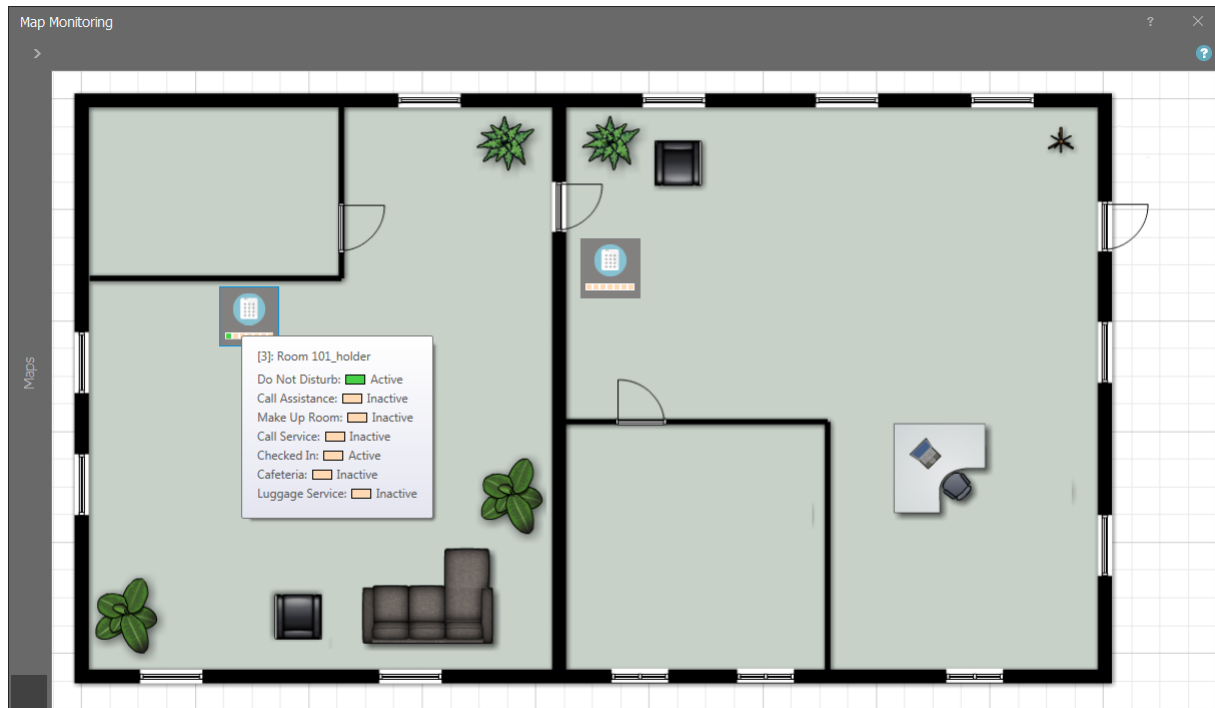 Map Monitoring
?
?
Maps
[3]: Room 101_holder
Do Not Disturb: Active
Call Assistance: Inactive
Make Up Room: Inactive
Call Service: Inactive
Checked In: Active
Cafeteria: Inactive
Luggage Service: Inactive